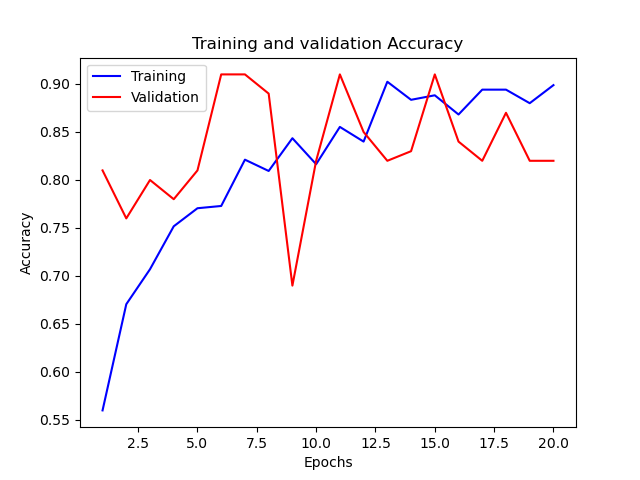 Training and validation Accuracy
Training
Validation
Accuracy
0.90
0.85
0.80
0.75
0.70
0.65
0.60
0.55
2.5 5.0 7.5 10.0 12.5 15.0 17.5 20.0
Epochs